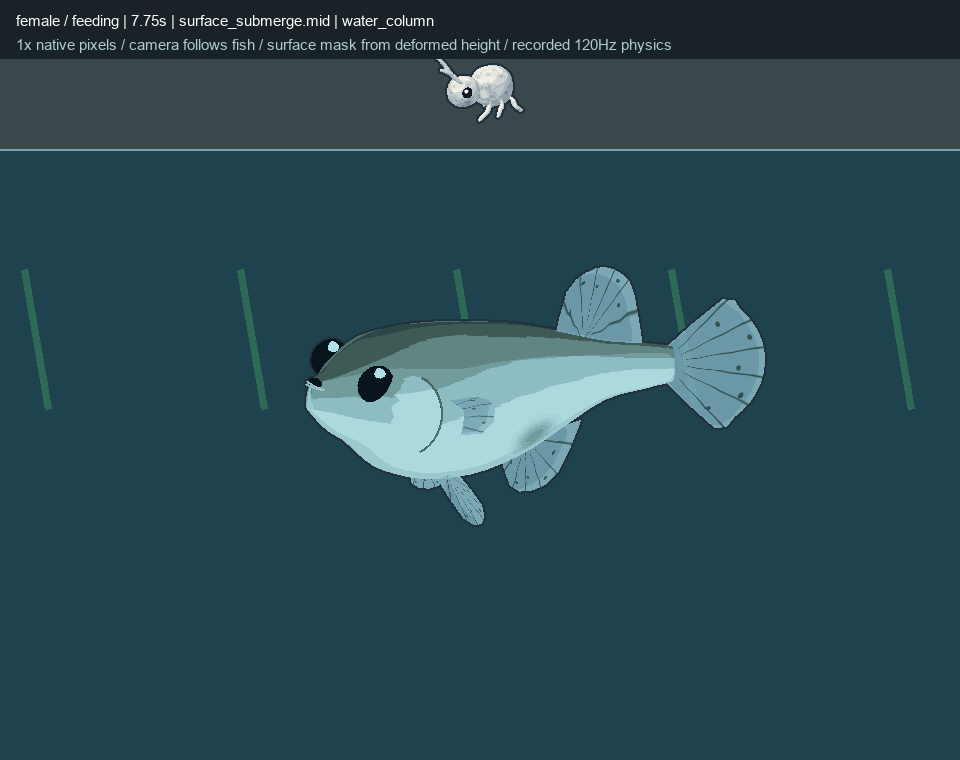 female / feeding | 7.75s | surface_submerge.mid | water_column
1x native pixels / camera follows fish / surface mask from deformed height / recorded 120Hz physics